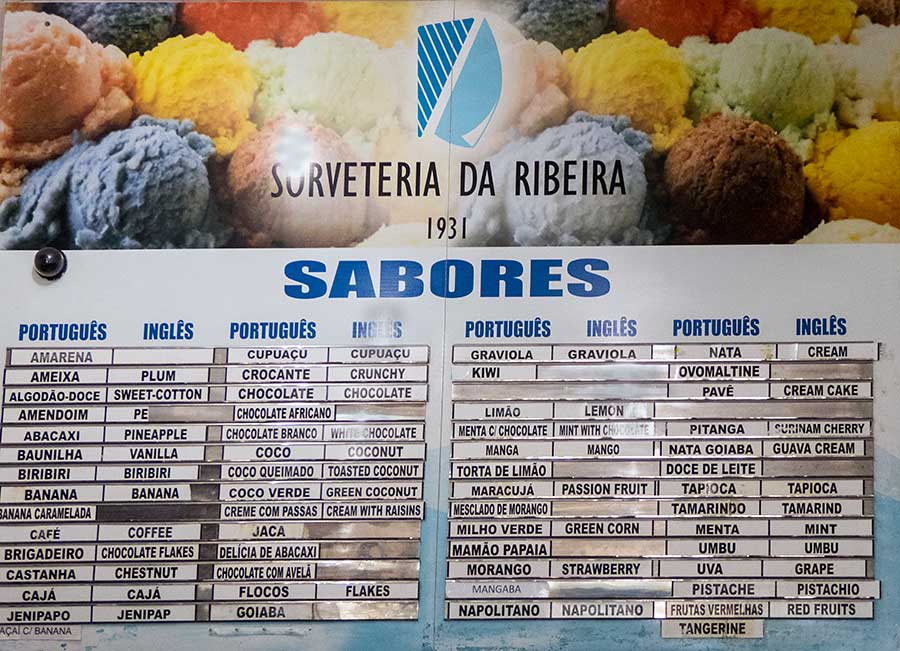 SORVETERIA DA RIBEIRA
1931
SABORES
PORTUGUÊS INGLÊS PORTUGUÊS INGLÊS
AMARENA CUPUAÇU CUPUAÇU
AMEIXA PLUM CROCANTE CRUNCHY
ALGODÃO-DOCE SWEET-COTTON CHOCOLATE CHOCOLATE
AMENDOIM PE CHOCOLATE AFRICANO
ABACAXI PINEAPPLE CHOCOLATE BRANCO WHITE CHOCOLATE
BAUNILHA VANILLA COCO COCONUT
BIRIBIRI BIRIBIRI COCO QUEIMADO TOASTED COCONUT
BANANA BANANA COCO VERDE GREEN COCONUT
BANANA CARAMELADA CREME COM PASSAS CREAM WITH RAISINS
CAFÉ COFFEE JACA
BRIGADEIRO CHOCOLATE FLAKES DELÍCIA DE ABACAXI
CASTANHA CHESTNUT CHOCOLATE COM AVELÃ
CAJÁ CAJÁ FLOCOS FLAKES
JENIPAPO JENIPAP GOIABA
AÇAÍ C/ BANANA
PORTUGUÊS INGLÊS PORTUGUÊS INGLÊS
GRAVIOLA GRAVIOLA NATA CREAM
KIWI OVOMALTINE
PAVÊ CREAM CAKE
LIMÃO LEMON
MENTA C/ CHOCOLATE MINT WITH CHOCOLATE PITANGA SURINAM CHERRY
MANGA MANGO NATA GOIABA GUAVA CREAM
TORTA DE LIMÃO DOCE DE LEITE
MARACUJÁ PASSION FRUIT TAPIOCA TAPIOCA
MESCLADO DE MORANGO TAMARINDO TAMARIND
MILHO VERDE GREEN CORN MENTA MINT
MAMÃO PAPAIA UMBU UMBU
MORANGO STRAWBERRY UVA GRAPE
MANGABA PISTACHE PISTACHIO
NAPOLITANO NAPOLITANO FRUTAS VERMELHAS RED FRUITS
TANGERINE